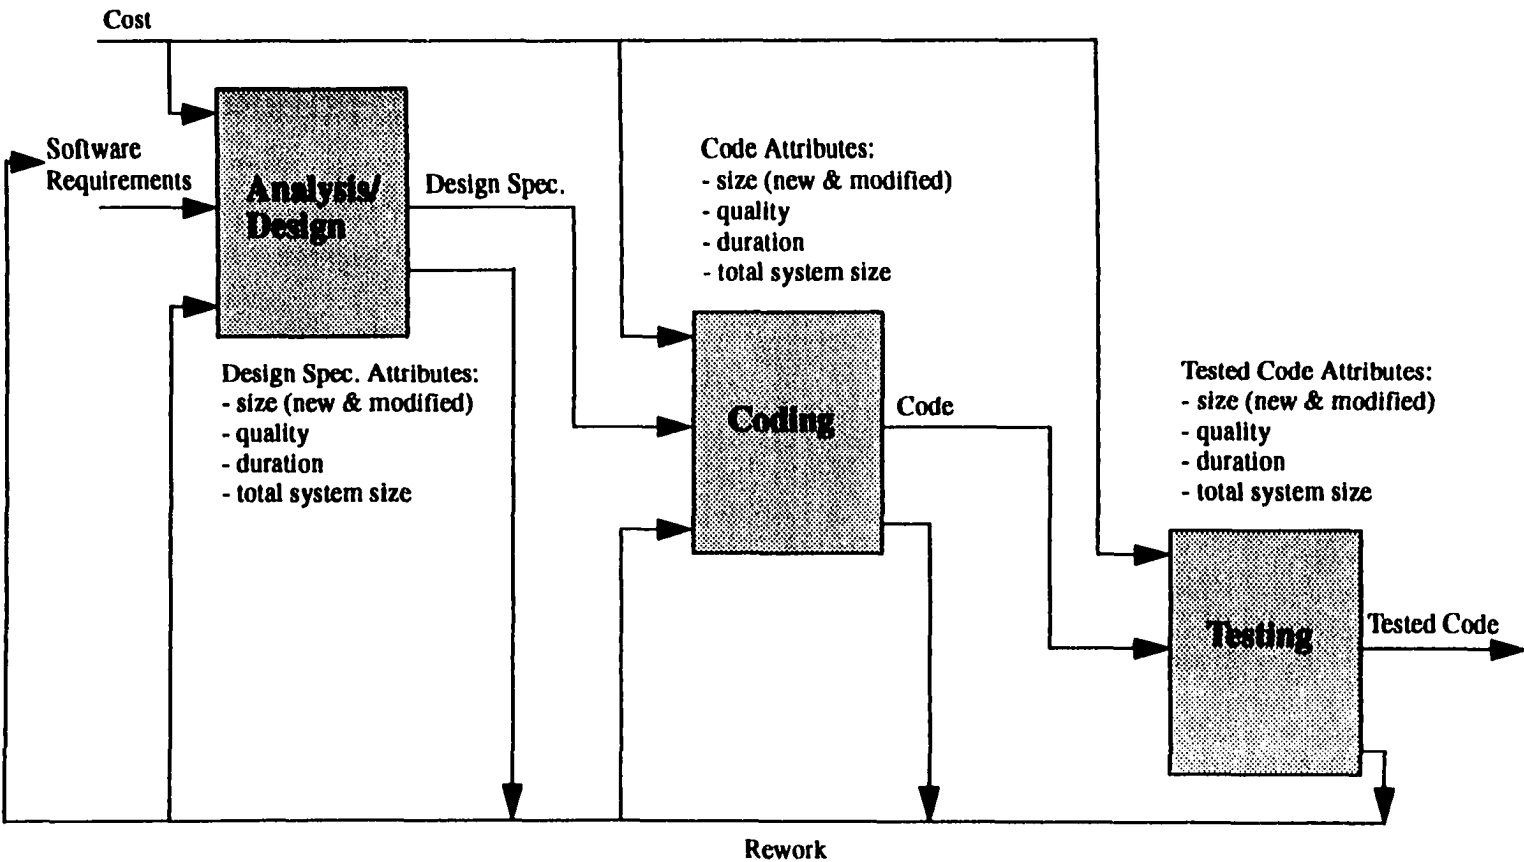 Cost
Software
Requirements
Analysis/
Design
Design Spec.
Design Spec. Attributes:
- size (new & modified)
- quality
- duration
- total system size
Code Attributes:
- size (new & modified)
- quality
- duration
- total system size
Coding
Code
Tested Code Attributes:
- size (new & modified)
- quality
- duration
- total system size
Testing
Tested Code
Rework